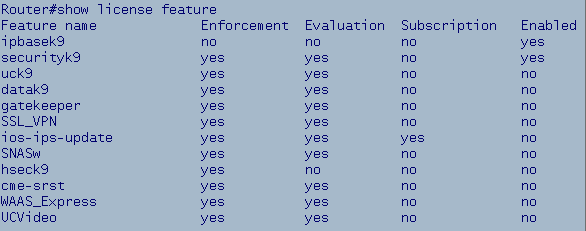 Router#show license feature
Feature name Enforcement Evaluation Subscription Enabled
ipbasek9 no no no yes
securityk9 yes yes no yes
uck9 yes yes no no
datak9 yes yes no no
gatekeeper yes yes no no
SSL_VPN yes yes no no
ios-ips-update yes yes yes no
SNASw yes yes no no
hseck9 yes no no no
cme-srst yes yes no no
WAAS_Express yes yes no no
UCVideo yes yes no no